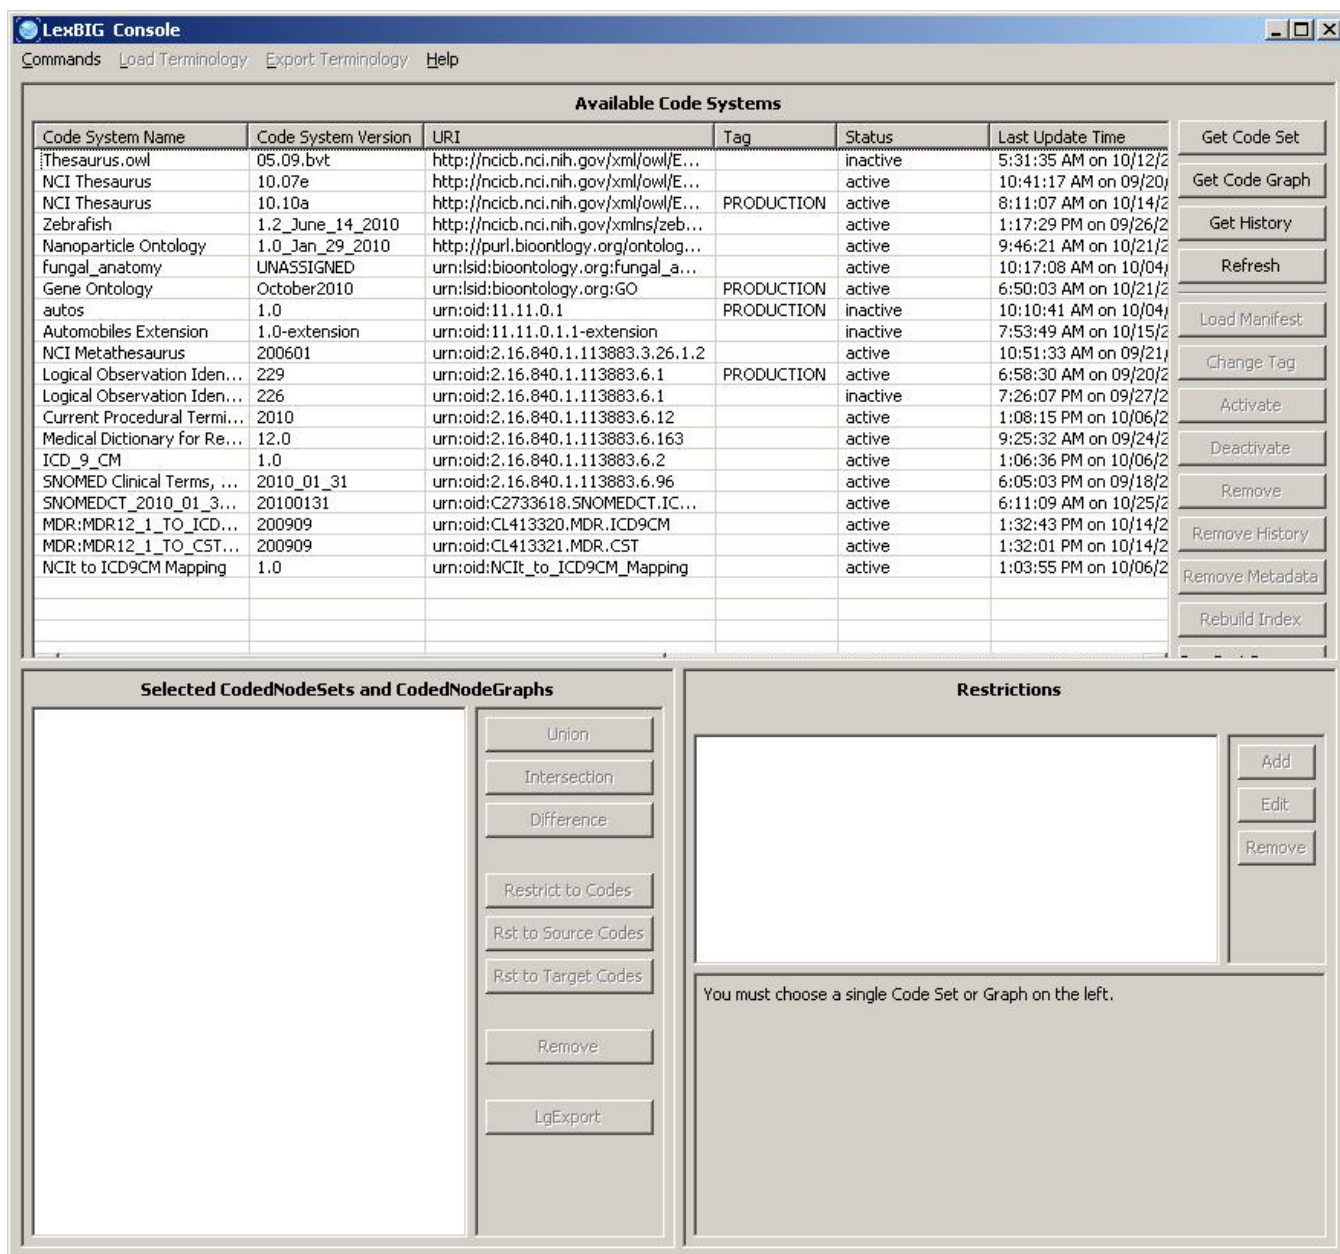 LexBIG Console
Commands Load Terminology Export Terminology Help
Available Code Systems
Code System Name Code System Version URI Tag Status Last Update Time
Thesaurus.owl 05.09.bvt http://ncicb.nci.nih.gov/xml/owl/E... inactive 5:31:35 AM on 10/12/2
NCI Thesaurus 10.07e http://ncicb.nci.nih.gov/xml/owl/E... active 10:41:17 AM on 09/20/
NCI Thesaurus 10.10a http://ncicb.nci.nih.gov/xml/owl/E... PRODUCTION active 8:11:07 AM on 10/14/2
Zebrafish 1.2_June_14_2010 http://ncicb.nci.nih.gov/xmlns/zeb... active 1:17:29 PM on 09/26/2
Nanoparticle Ontology 1.0_Jan_29_2010 http://purl.bioontlogy.org/ontolog... active 9:46:21 AM on 10/21/2
fungal_anatomy UNASSIGNED urn:lsid:bioontology.org:fungal_a... active 10:17:08 AM on 10/04/
Gene Ontology October2010 urn:lsid:bioontology.org:GO PRODUCTION active 6:50:03 AM on 10/21/2
autos 1.0 urn:oid:11.11.0.1 PRODUCTION inactive 10:10:41 AM on 10/04/
Automobiles Extension 1.0-extension urn:oid:11.11.0.1.1-extension inactive 7:53:49 AM on 10/15/2
NCI Metathesaurus 200601 urn:oid:2.16.840.1.113883.3.26.1.2 active 10:51:33 AM on 09/21/
Logical Observation Iden... 229 urn:oid:2.16.840.1.113883.6.1 PRODUCTION active 6:58:30 AM on 09/20/2
Logical Observation Iden... 226 urn:oid:2.16.840.1.113883.6.1 inactive 7:26:07 PM on 09/27/2
Current Procedural Termi... 2010 urn:oid:2.16.840.1.113883.6.12 active 1:08:15 PM on 10/06/2
Medical Dictionary for Re... 12.0 urn:oid:2.16.840.1.113883.6.163 active 9:25:32 AM on 09/24/2
ICD_9_CM 1.0 urn:oid:2.16.840.1.113883.6.2 active 1:06:36 PM on 10/06/2
SNOMED Clinical Terms, ... 2010_01_31 urn:oid:2.16.840.1.113883.6.96 active 6:05:03 PM on 09/18/2
SNOMEDCT_2010_01_3... 20100131 urn:oid:C2733618.SNOMEDCT.IC... active 6:11:09 AM on 10/25/2
MDR:MDR12_1_TO_ICD... 200909 urn:oid:CL413320.MDR.ICD9CM active 1:32:43 PM on 10/14/2
MDR:MDR12_1_TO_CST... 200909 urn:oid:CL413321.MDR.CST active 1:32:01 PM on 10/14/2
NCIt to ICD9CM Mapping 1.0 urn:oid:NCIt_to_ICD9CM_Mapping active 1:03:55 PM on 10/06/2
Get Code Set
Get Code Graph
Get History
Refresh
Load Manifest
Change Tag
Activate
Deactivate
Remove
Remove History
Remove Metadata
Rebuild Index
Selected CodedNodeSets and CodedNodeGraphs
Union
Intersection
Difference
Restrict to Codes
Rst to Source Codes
Rst to Target Codes
Remove
LgExport
Restrictions
Add
Edit
Remove
You must choose a single Code Set or Graph on the left.